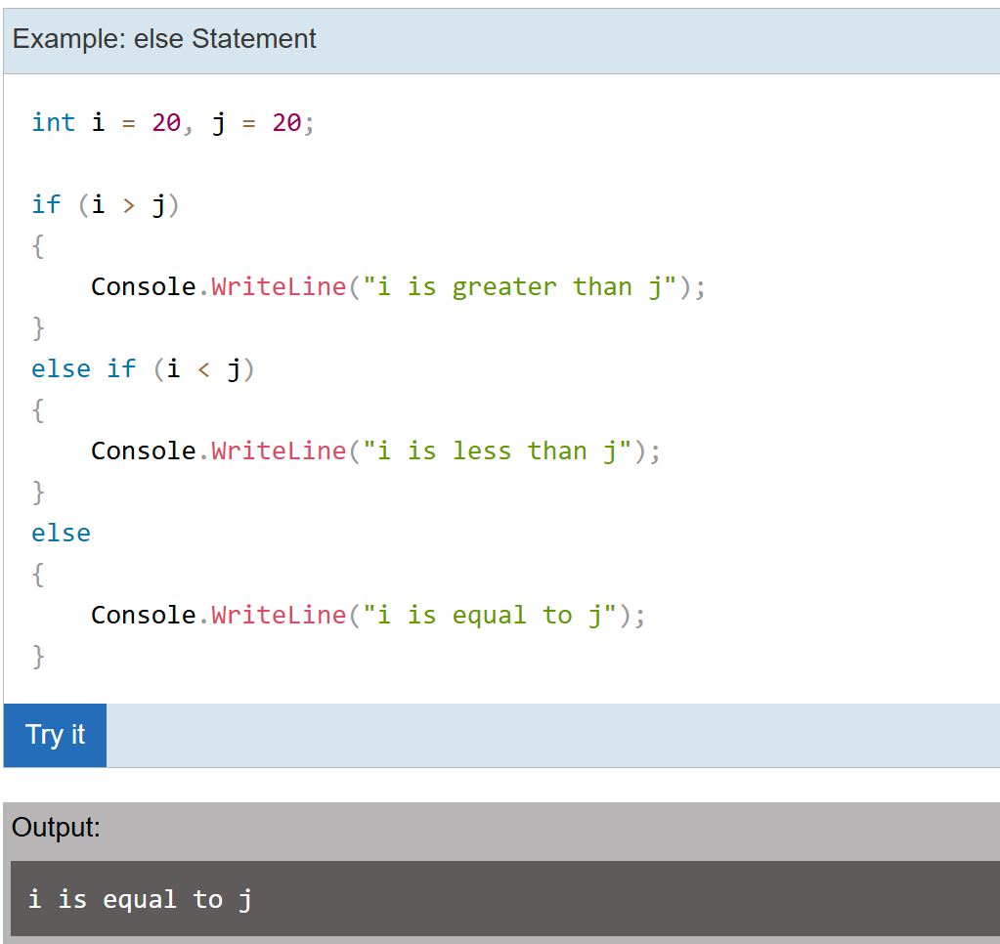 Example: else Statement
int i = 20, j = 20;
if (i > j)
{
    Console.WriteLine("i is greater than j");
}
else if (i < j)
{
    Console.WriteLine("i is less than j");
}
else
{
    Console.WriteLine("i is equal to j");
}
Try it
Output:
i is equal to j